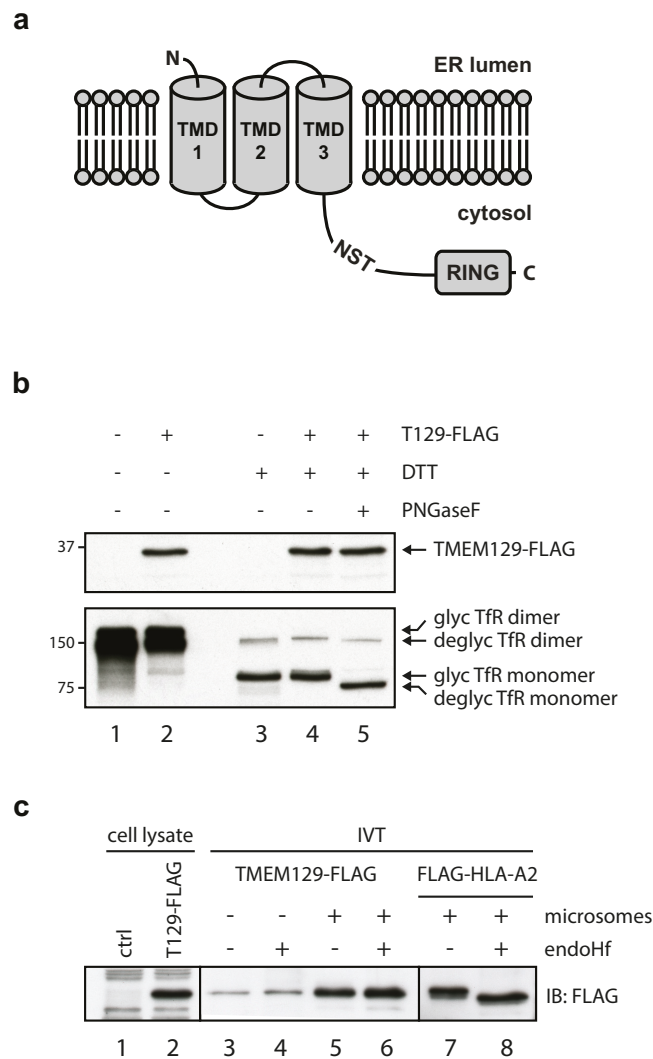 a
N
ER lumen
TMD 1
TMD 2
TMD 3
cytosol
NST
RING
C
b
- + - + + T129-FLAG
- - + + + DTT
- - - - + PNGaseF
37
TMEM129-FLAG
glyc TfR dimer
150
deglyc TfR dimer
glyc TfR monomer
75
deglyc TfR monomer
1 2 3 4 5
c
cell lysate IVT
ctrl
T129-FLAG
TMEM129-FLAG FLAG-HLA-A2
- - + + + + microsomes
- + - + - + endoHf
IB: FLAG
1 2 3 4 5 6 7 8